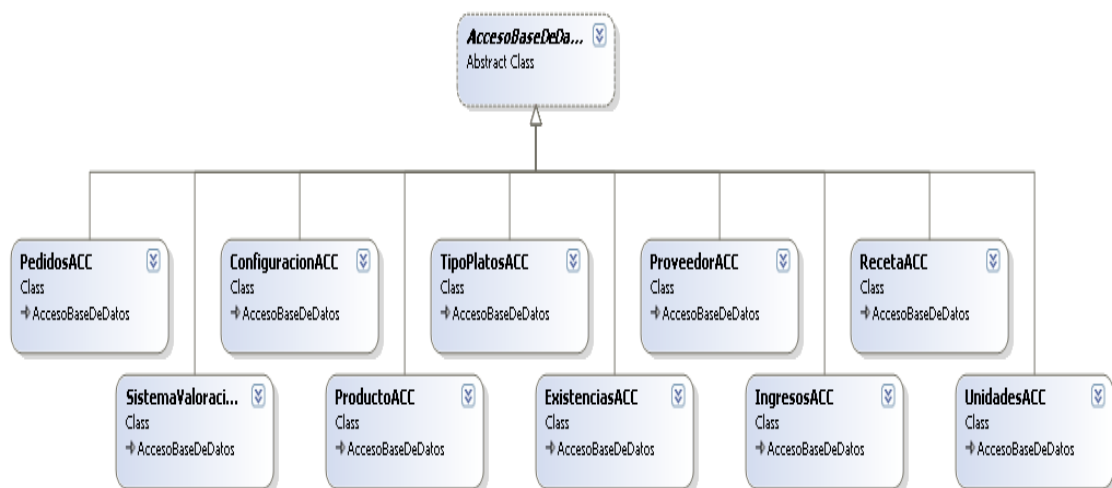 AccesoBaseDeDa...
Abstract Class
PedidosACC
Class
AccesoBaseDeDatos
ConfiguracionACC
Class
AccesoBaseDeDatos
TipoPlatosACC
Class
AccesoBaseDeDatos
ProveedorACC
Class
AccesoBaseDeDatos
RecetaACC
Class
AccesoBaseDeDatos
SistemaValoraci...
Class
AccesoBaseDeDatos
ProductoACC
Class
AccesoBaseDeDatos
ExistenciasACC
Class
AccesoBaseDeDatos
IngresosACC
Class
AccesoBaseDeDatos
UnidadesACC
Class
AccesoBaseDeDatos